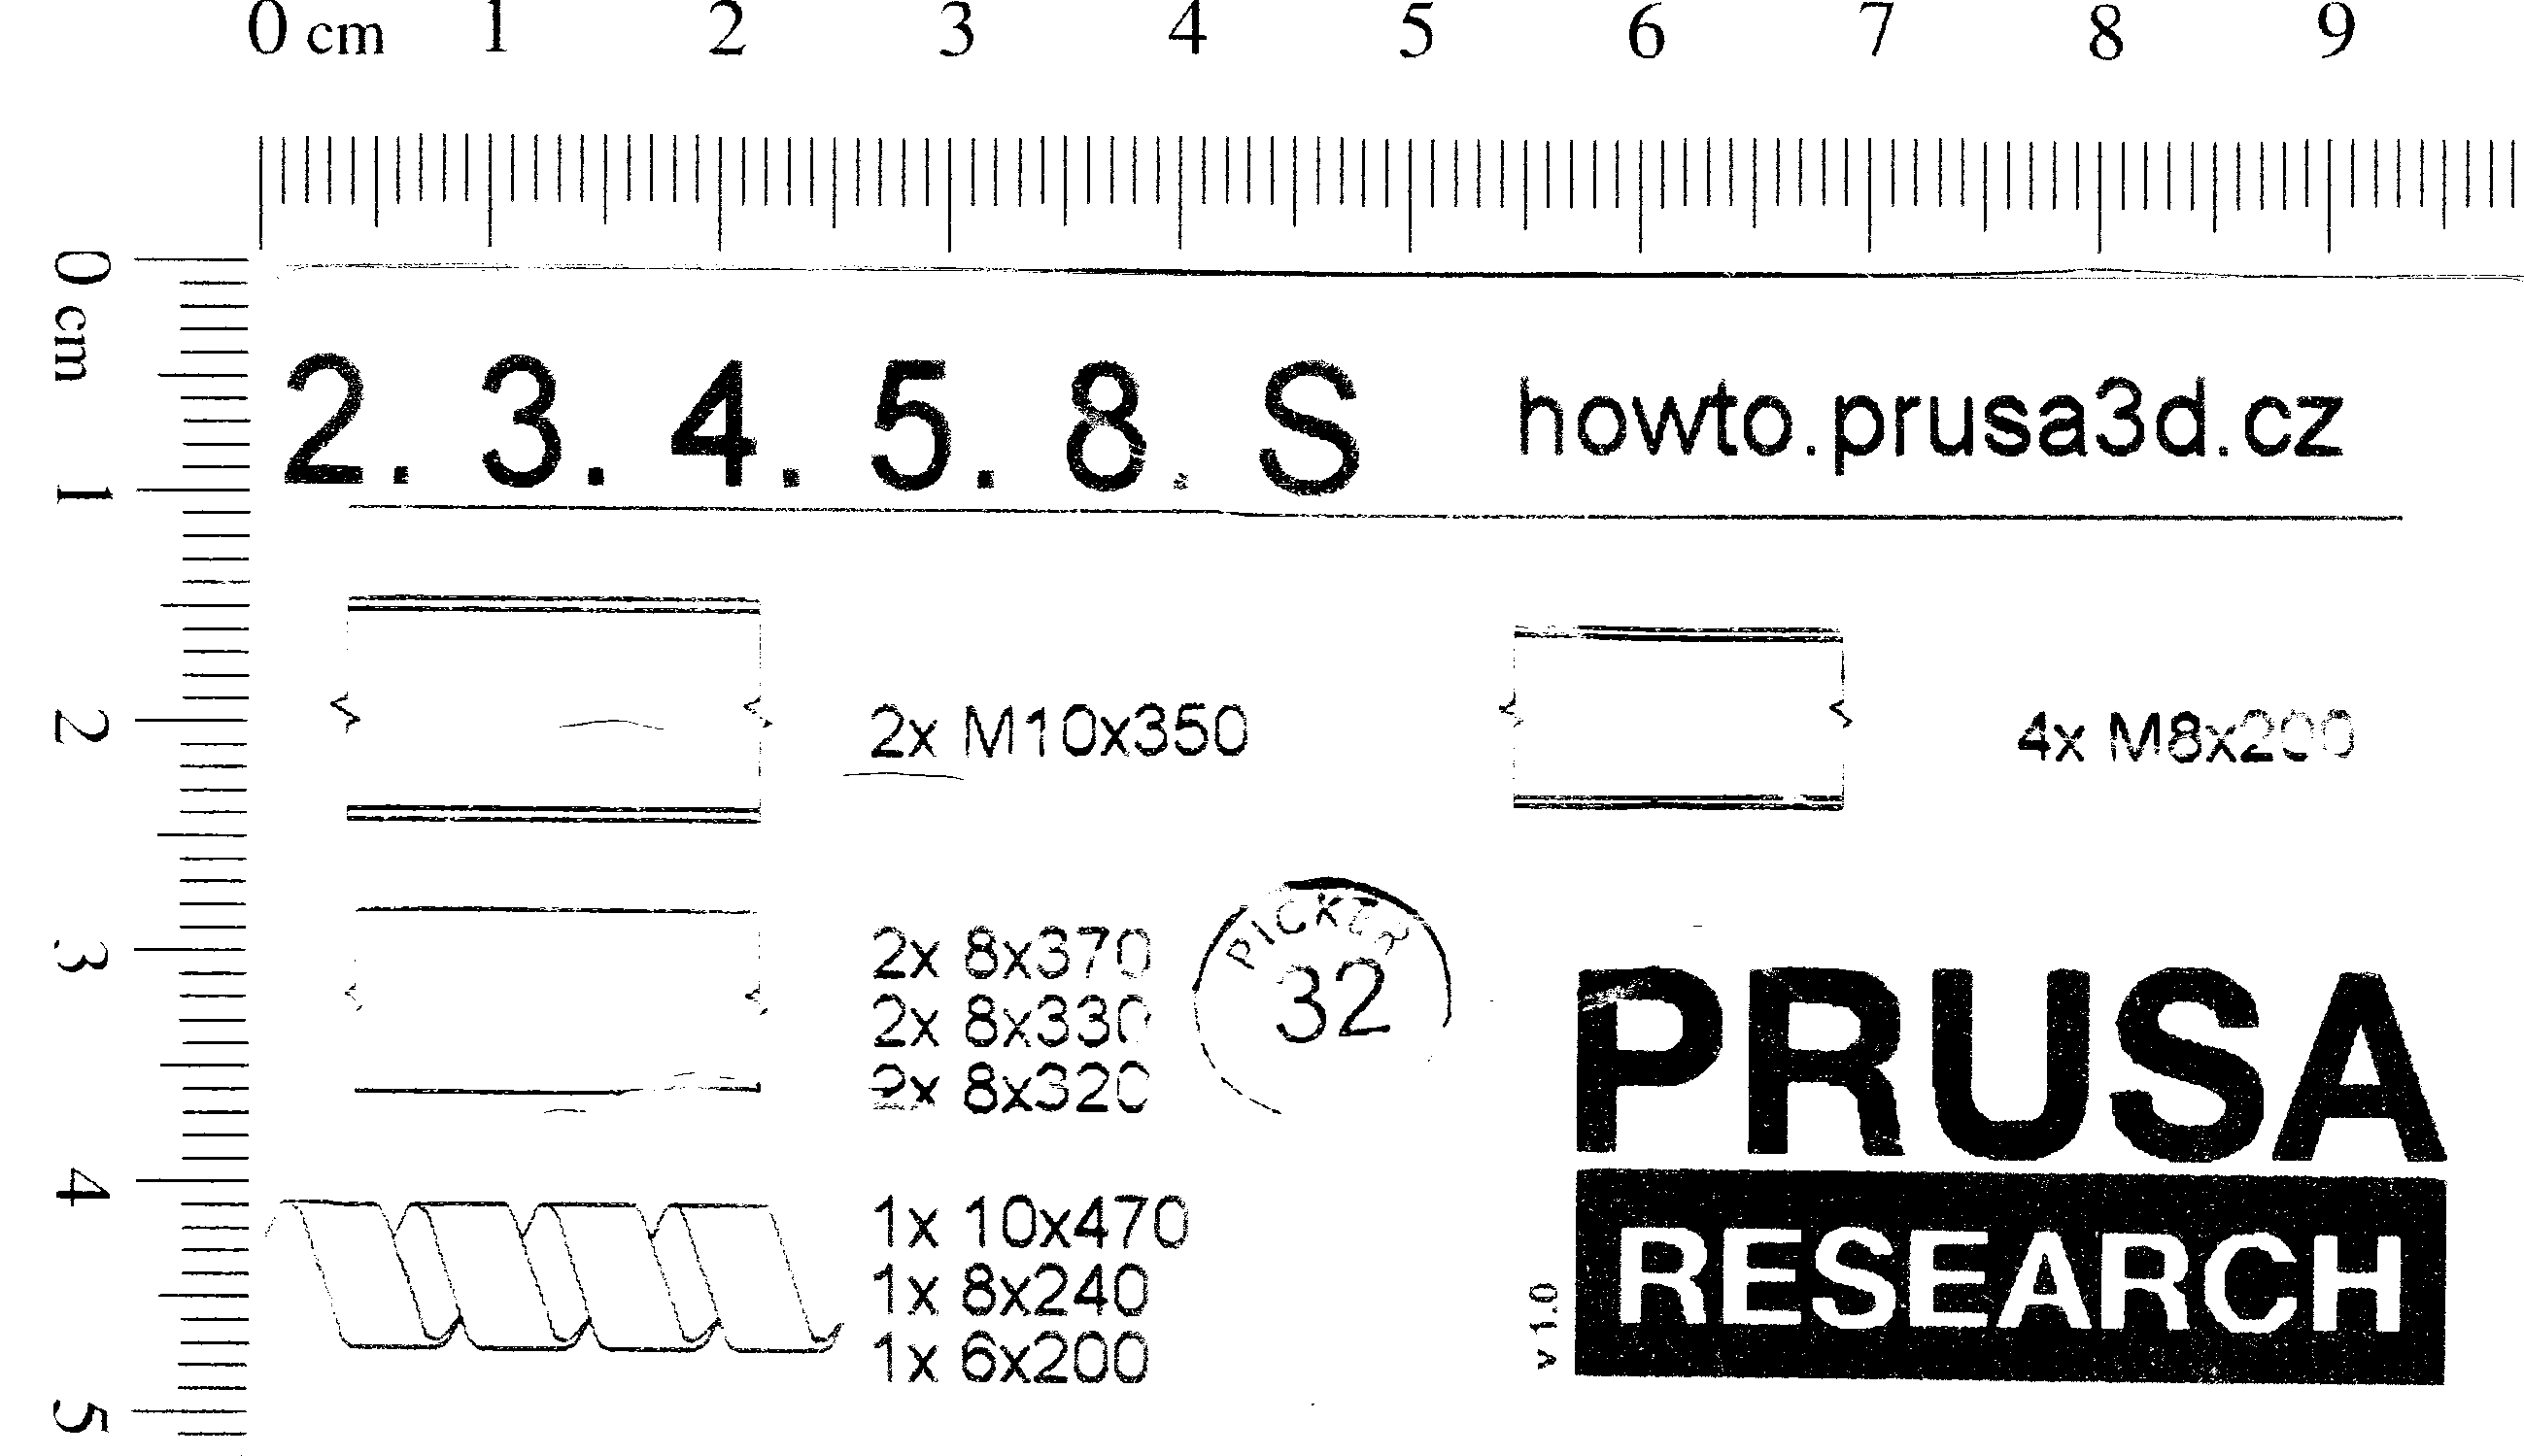 0 cm 1 2 3 4 5 6 7 8 9
0 cm
1
2
3
4
5
2. 3. 4. 5. 8. S howto.prusa3d.cz
2x M10x350
4x M8x200
2x 8x370
2x 8x330
2x 8x320
PICKER
32
1x 10x470
1x 8x240
1x 6x200
PRUSA
RESEARCH
v 1.0